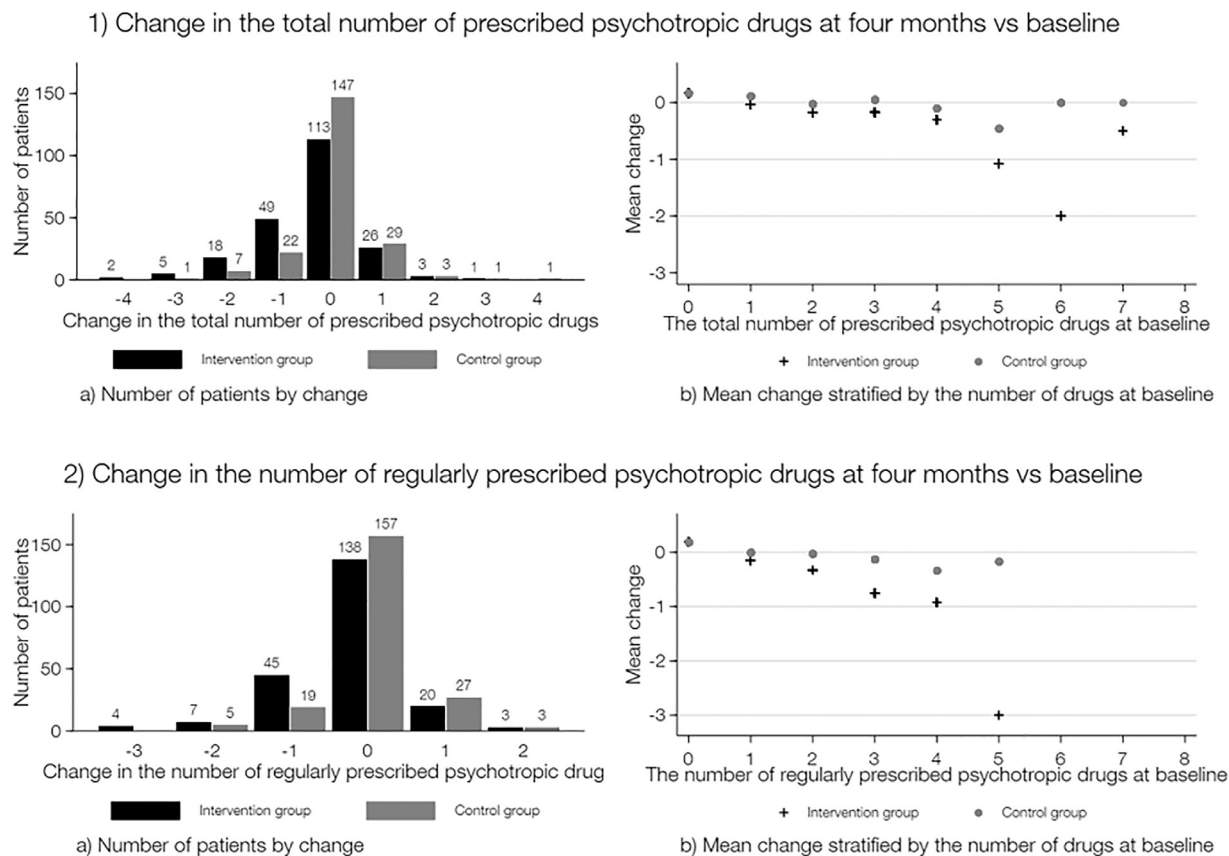 1) Change in the total number of prescribed psychotropic drugs at four months vs baseline
Number of patients
150
100
50
0
2
5
1
18
7
49
22
113
147
26
29
3
3
1
1
1
-4 -3 -2 -1 0 1 2 3 4
Change in the total number of prescribed psychotropic drugs
Intervention group Control group
a) Number of patients by change
Mean change
0
-1
-2
-3
0 1 2 3 4 5 6 7 8
The total number of prescribed psychotropic drugs at baseline
Intervention group Control group
b) Mean change stratified by the number of drugs at baseline
2) Change in the number of regularly prescribed psychotropic drugs at four months vs baseline
Number of patients
150
100
50
0
4
7
5
45
19
138
157
20
27
3
3
-3 -2 -1 0 1 2
Change in the number of regularly prescribed psychotropic drug
Intervention group Control group
a) Number of patients by change
Mean change
0
-1
-2
-3
0 1 2 3 4 5 6 7 8
The number of regularly prescribed psychotropic drugs at baseline
Intervention group Control group
b) Mean change stratified by the number of drugs at baseline